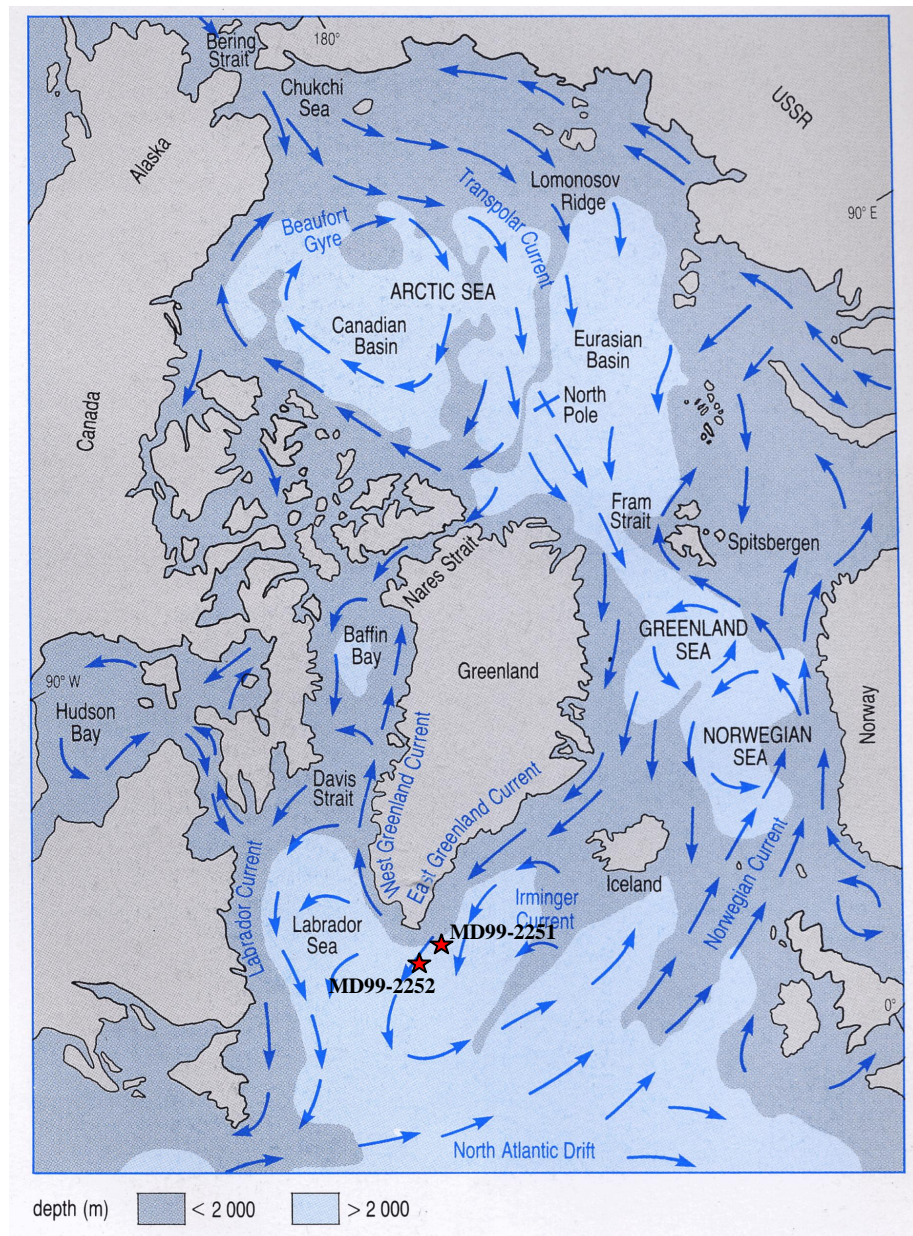 Bering
Strait
180°
Chukchi
Sea
USSR
Alaska
Lomonosov
Ridge
Transpolar Current
90° E
Beaufort
Gyre
ARCTIC SEA
Canadian
Basin
Eurasian
Basin
North
Pole
Canada
Fram
Strait
Spitsbergen
Nares Strait
Baffin
Bay
GREENLAND
SEA
Greenland
90° W
Hudson
Bay
Norway
NORWEGIAN
SEA
Davis
Strait
West Greenland Current
East Greenland Current
Iceland
Irminger
Current
Norwegian Current
Labrador Current
Labrador
Sea
MD99-2251
MD99-2252
0°
North Atlantic Drift
depth (m) < 2 000 > 2 000